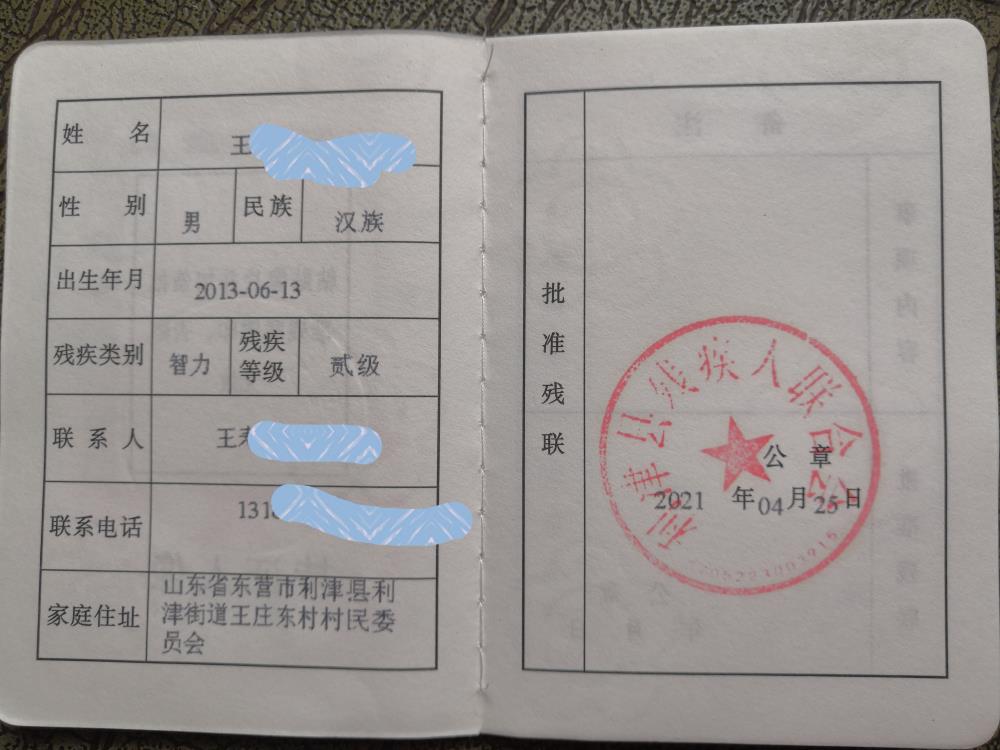 姓 名 王
性 别 男 民族 汉族
出生年月 2013-06-13
残疾类别 智力 残疾等级 贰级
联系人 王
联系电话 131
家庭住址 山东省东营市利津县利
津街道王庄东村村民委
员会
批准残联
利津县残疾人联合会
公 章
2021 年04月25日